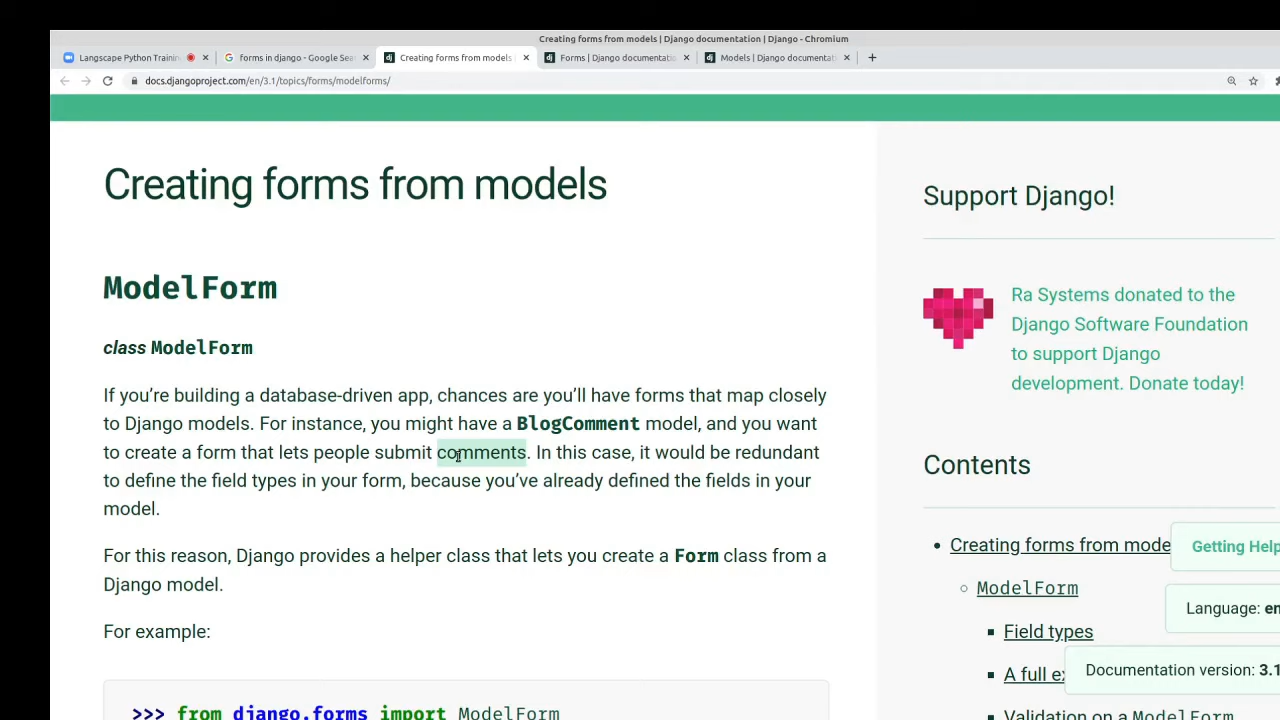 Creating forms from models | Django documentation | Django - Chromium
Langscape Python Trainin
forms in django - Google Sea
Creating forms from models
Forms | Django documentatio
Models | Django documentat
docs.djangoproject.com/en/3.1/topics/forms/modelforms/
Creating forms from models
ModelForm
class ModelForm
If you’re building a database-driven app, chances are you’ll have forms that map closely
to Django models. For instance, you might have a BlogComment model, and you want
to create a form that lets people submit comments. In this case, it would be redundant
to define the field types in your form, because you’ve already defined the fields in your
model.
For this reason, Django provides a helper class that lets you create a Form class from a
Django model.
For example:
>>> from django.forms import ModelForm
Support Django!
Ra Systems donated to the
Django Software Foundation
to support Django
development. Donate today!
Contents
Creating forms from mode
Getting Help
ModelForm
Language: en
Field types
A full ex
Documentation version: 3.1
Validation on a ModelForm